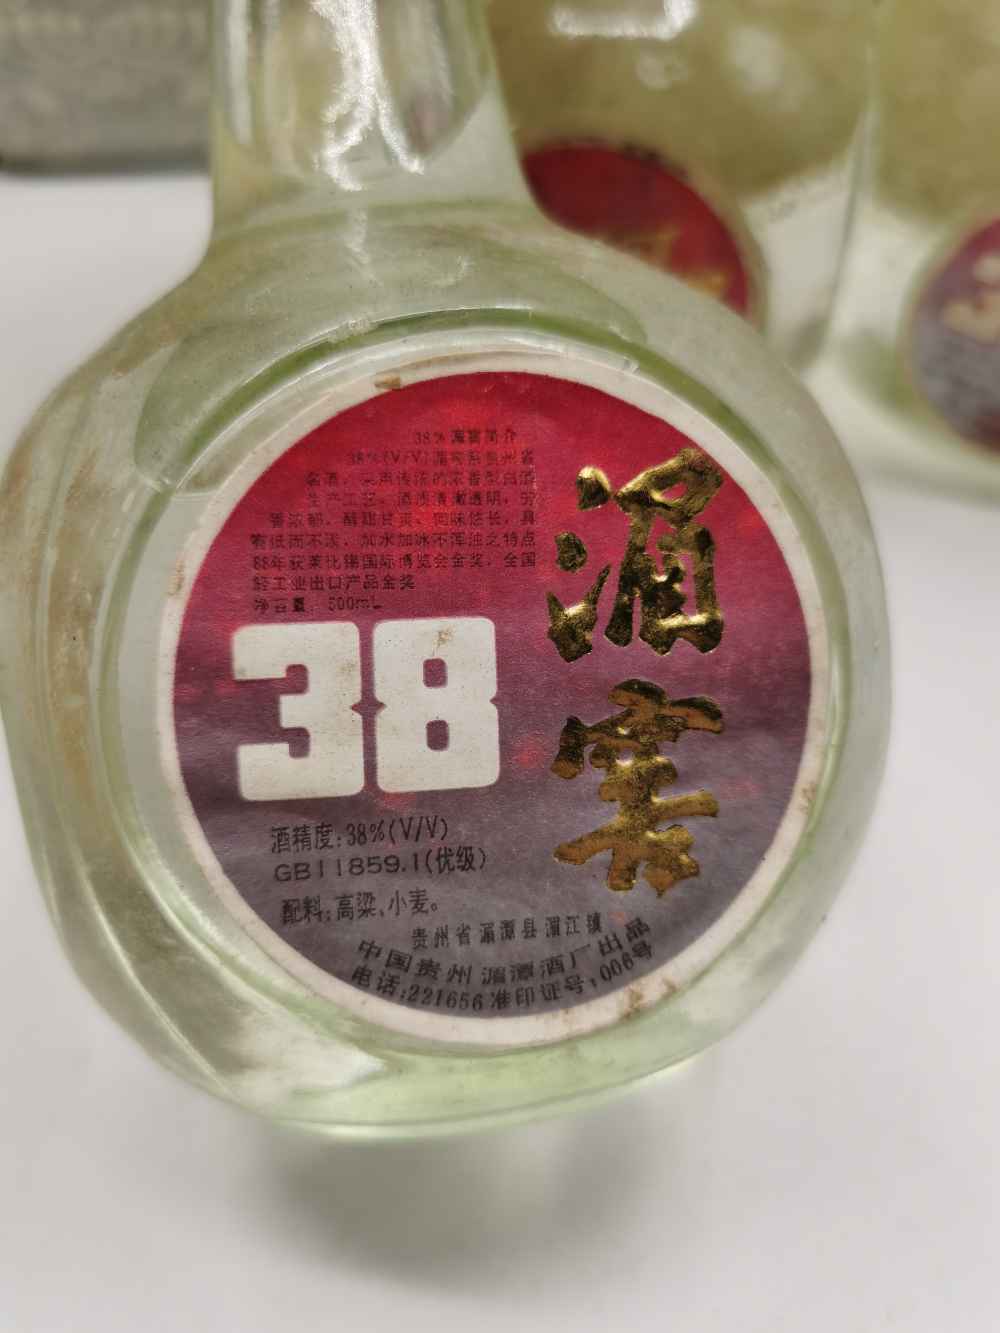 38%湄窖简介
38%(V/V)湄窖系贵州省
名酒，采用传统的浓香型白酒
生产工艺，酒液清澈透明，芳
香浓郁、醇甜甘爽、回味悠长，具
有低而不淡、加水加冰不浑浊之特点
88年获莱比锡国际博览会金奖、全国
轻工业出口产品金奖
净含量：500mL
38
湄窖
酒精度:38%(V/V)
GB11859.1(优级)
配料:高粱、小麦。
贵州省湄潭县湄江镇
中国贵州湄潭酒厂出品
电话:221656准印证号:006号